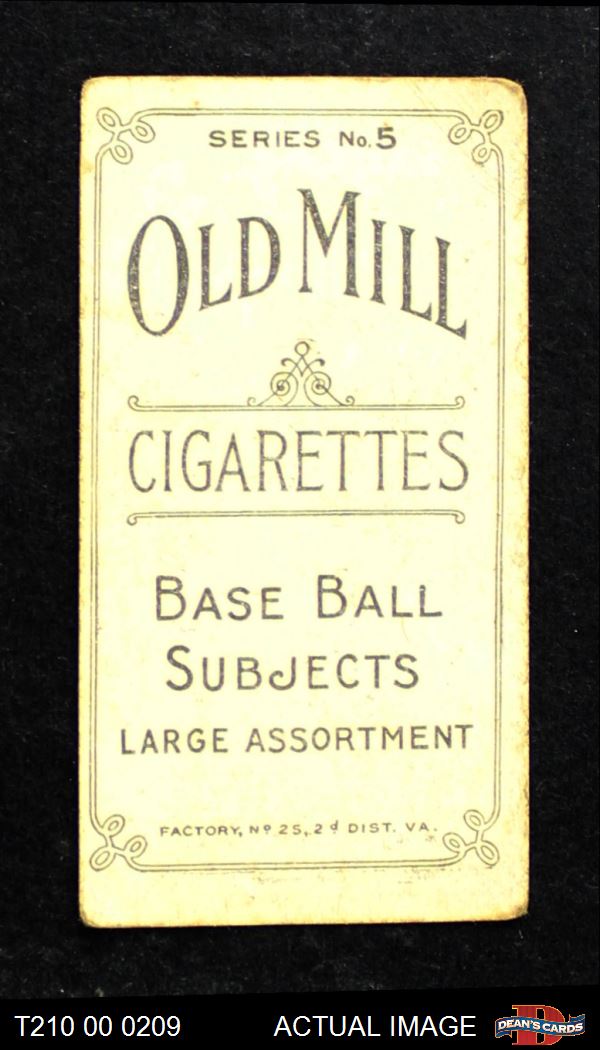 SERIES No. 5
OLD MILL
CIGARETTES
BASE BALL
SUBJECTS
LARGE ASSORTMENT
FACTORY, Nº 25, 2d DIST. VA.
T210 00 0209 ACTUAL IMAGE DEAN'S CARDS